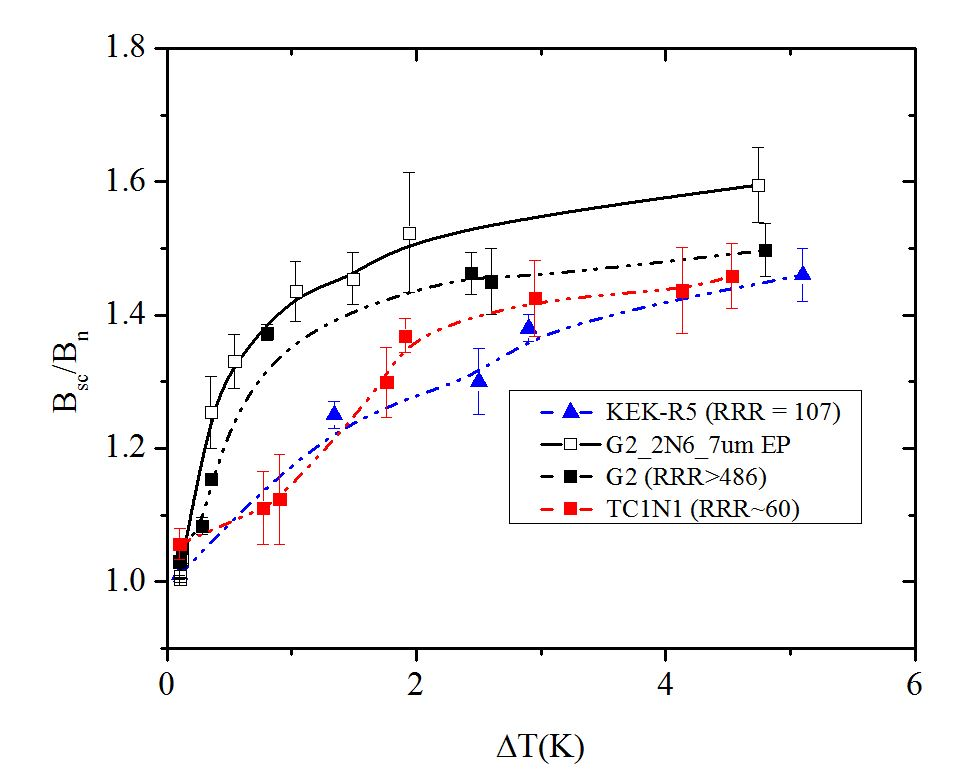 1.8
1.6
1.4
1.2
1.0
B_sc/B_n
KEK-R5 (RRR = 107)
G2_2N6_7um EP
G2 (RRR>486)
TC1N1 (RRR~60)
0 2 4 6
ΔT(K)